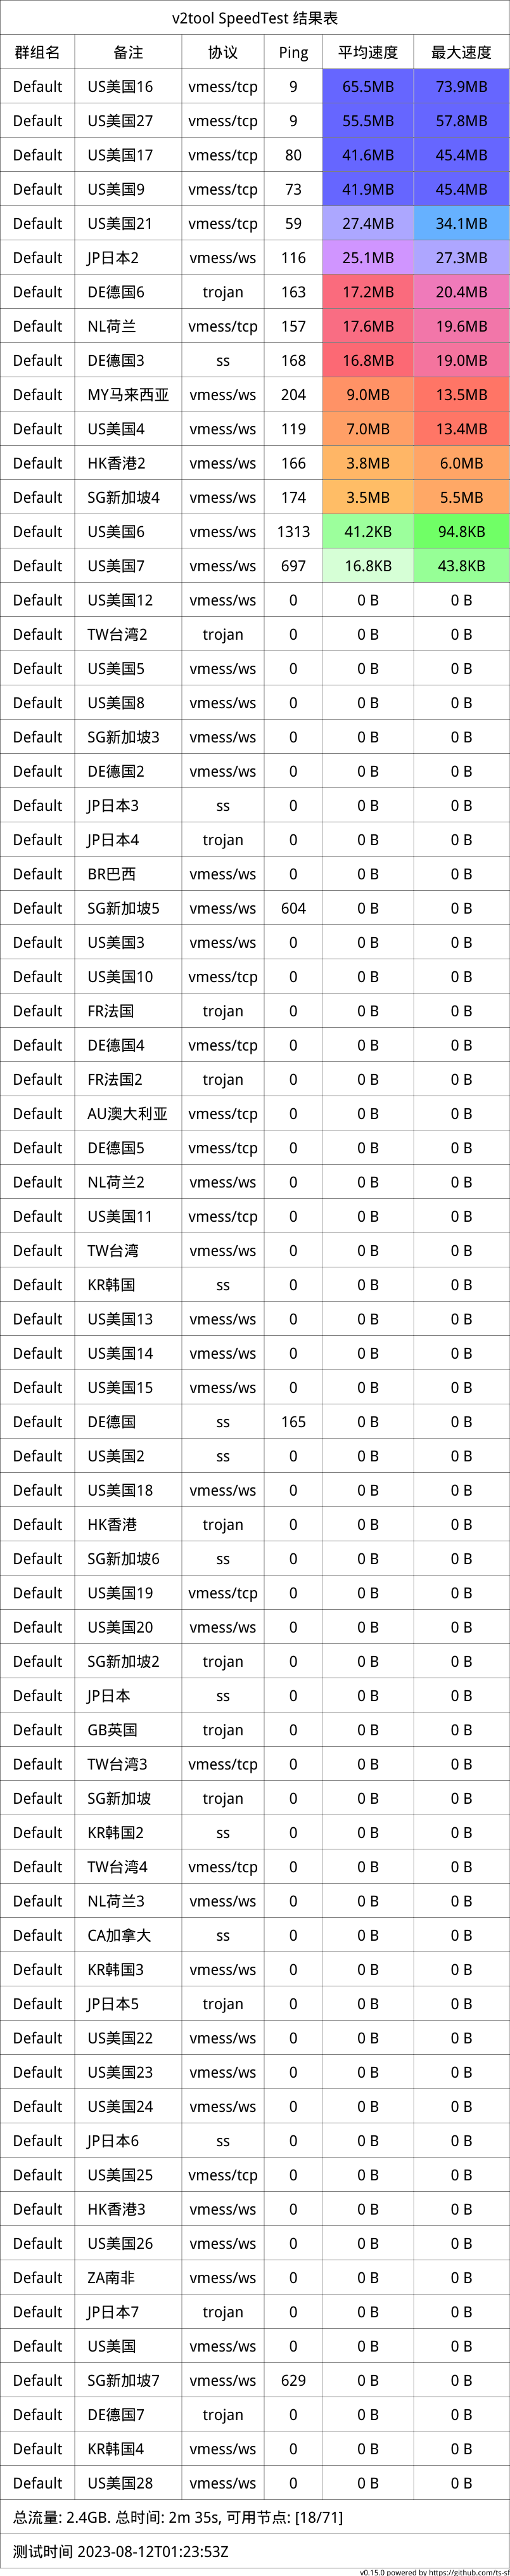 v2tool SpeedTest 结果表
群组名 备注 协议 Ping 平均速度 最大速度
Default US美国16 vmess/tcp 9 65.5MB 73.9MB
Default US美国27 vmess/tcp 9 55.5MB 57.8MB
Default US美国17 vmess/tcp 80 41.6MB 45.4MB
Default US美国9 vmess/tcp 73 41.9MB 45.4MB
Default US美国21 vmess/tcp 59 27.4MB 34.1MB
Default JP日本2 vmess/ws 116 25.1MB 27.3MB
Default DE德国6 trojan 163 17.2MB 20.4MB
Default NL荷兰 vmess/tcp 157 17.6MB 19.6MB
Default DE德国3 ss 168 16.8MB 19.0MB
Default MY马来西亚 vmess/ws 204 9.0MB 13.5MB
Default US美国4 vmess/ws 119 7.0MB 13.4MB
Default HK香港2 vmess/ws 166 3.8MB 6.0MB
Default SG新加坡4 vmess/ws 174 3.5MB 5.5MB
Default US美国6 vmess/ws 1313 41.2KB 94.8KB
Default US美国7 vmess/ws 697 16.8KB 43.8KB
Default US美国12 vmess/ws 0 0 B 0 B
Default TW台湾2 trojan 0 0 B 0 B
Default US美国5 vmess/ws 0 0 B 0 B
Default US美国8 vmess/ws 0 0 B 0 B
Default SG新加坡3 vmess/ws 0 0 B 0 B
Default DE德国2 vmess/ws 0 0 B 0 B
Default JP日本3 ss 0 0 B 0 B
Default JP日本4 trojan 0 0 B 0 B
Default BR巴西 vmess/ws 0 0 B 0 B
Default SG新加坡5 vmess/ws 604 0 B 0 B
Default US美国3 vmess/ws 0 0 B 0 B
Default US美国10 vmess/tcp 0 0 B 0 B
Default FR法国 trojan 0 0 B 0 B
Default DE德国4 vmess/tcp 0 0 B 0 B
Default FR法国2 trojan 0 0 B 0 B
Default AU澳大利亚 vmess/tcp 0 0 B 0 B
Default DE德国5 vmess/tcp 0 0 B 0 B
Default NL荷兰2 vmess/ws 0 0 B 0 B
Default US美国11 vmess/tcp 0 0 B 0 B
Default TW台湾 vmess/ws 0 0 B 0 B
Default KR韩国 ss 0 0 B 0 B
Default US美国13 vmess/ws 0 0 B 0 B
Default US美国14 vmess/ws 0 0 B 0 B
Default US美国15 vmess/ws 0 0 B 0 B
Default DE德国 ss 165 0 B 0 B
Default US美国2 ss 0 0 B 0 B
Default US美国18 vmess/ws 0 0 B 0 B
Default HK香港 trojan 0 0 B 0 B
Default SG新加坡6 ss 0 0 B 0 B
Default US美国19 vmess/tcp 0 0 B 0 B
Default US美国20 vmess/ws 0 0 B 0 B
Default SG新加坡2 trojan 0 0 B 0 B
Default JP日本 ss 0 0 B 0 B
Default GB英国 trojan 0 0 B 0 B
Default TW台湾3 vmess/tcp 0 0 B 0 B
Default SG新加坡 trojan 0 0 B 0 B
Default KR韩国2 ss 0 0 B 0 B
Default TW台湾4 vmess/tcp 0 0 B 0 B
Default NL荷兰3 vmess/ws 0 0 B 0 B
Default CA加拿大 ss 0 0 B 0 B
Default KR韩国3 vmess/ws 0 0 B 0 B
Default JP日本5 trojan 0 0 B 0 B
Default US美国22 vmess/ws 0 0 B 0 B
Default US美国23 vmess/ws 0 0 B 0 B
Default US美国24 vmess/ws 0 0 B 0 B
Default JP日本6 ss 0 0 B 0 B
Default US美国25 vmess/tcp 0 0 B 0 B
Default HK香港3 vmess/ws 0 0 B 0 B
Default US美国26 vmess/ws 0 0 B 0 B
Default ZA南非 vmess/ws 0 0 B 0 B
Default JP日本7 trojan 0 0 B 0 B
Default US美国 vmess/ws 0 0 B 0 B
Default SG新加坡7 vmess/ws 629 0 B 0 B
Default DE德国7 trojan 0 0 B 0 B
Default KR韩国4 vmess/ws 0 0 B 0 B
Default US美国28 vmess/ws 0 0 B 0 B
总流量: 2.4GB. 总时间: 2m 35s, 可用节点: [18/71]
测试时间 2023-08-12T01:23:53Z
v0.15.0 powered by https://github.com/ts-sf